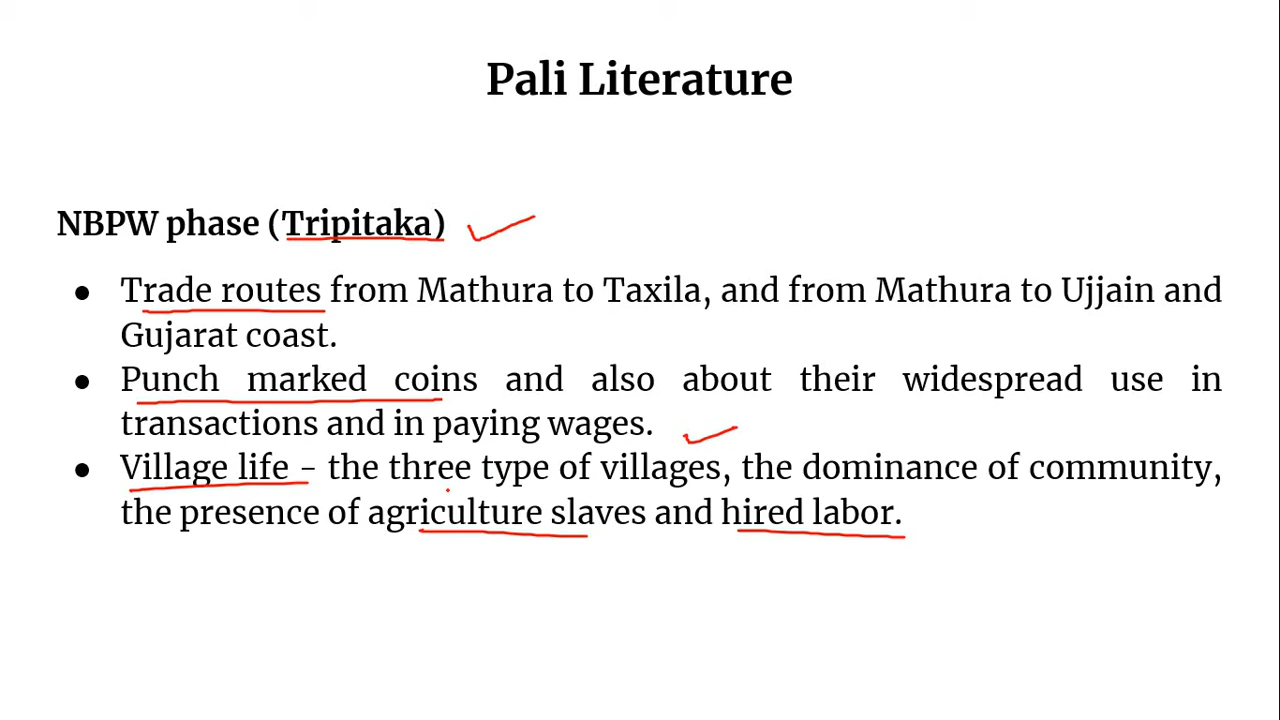 Pali Literature
NBPW phase (Tripitaka)
● Trade routes from Mathura to Taxila, and from Mathura to Ujjain and
Gujarat coast.
● Punch marked coins and also about their widespread use in
transactions and in paying wages.
● Village life - the three type of villages, the dominance of community,
the presence of agriculture slaves and hired labor.